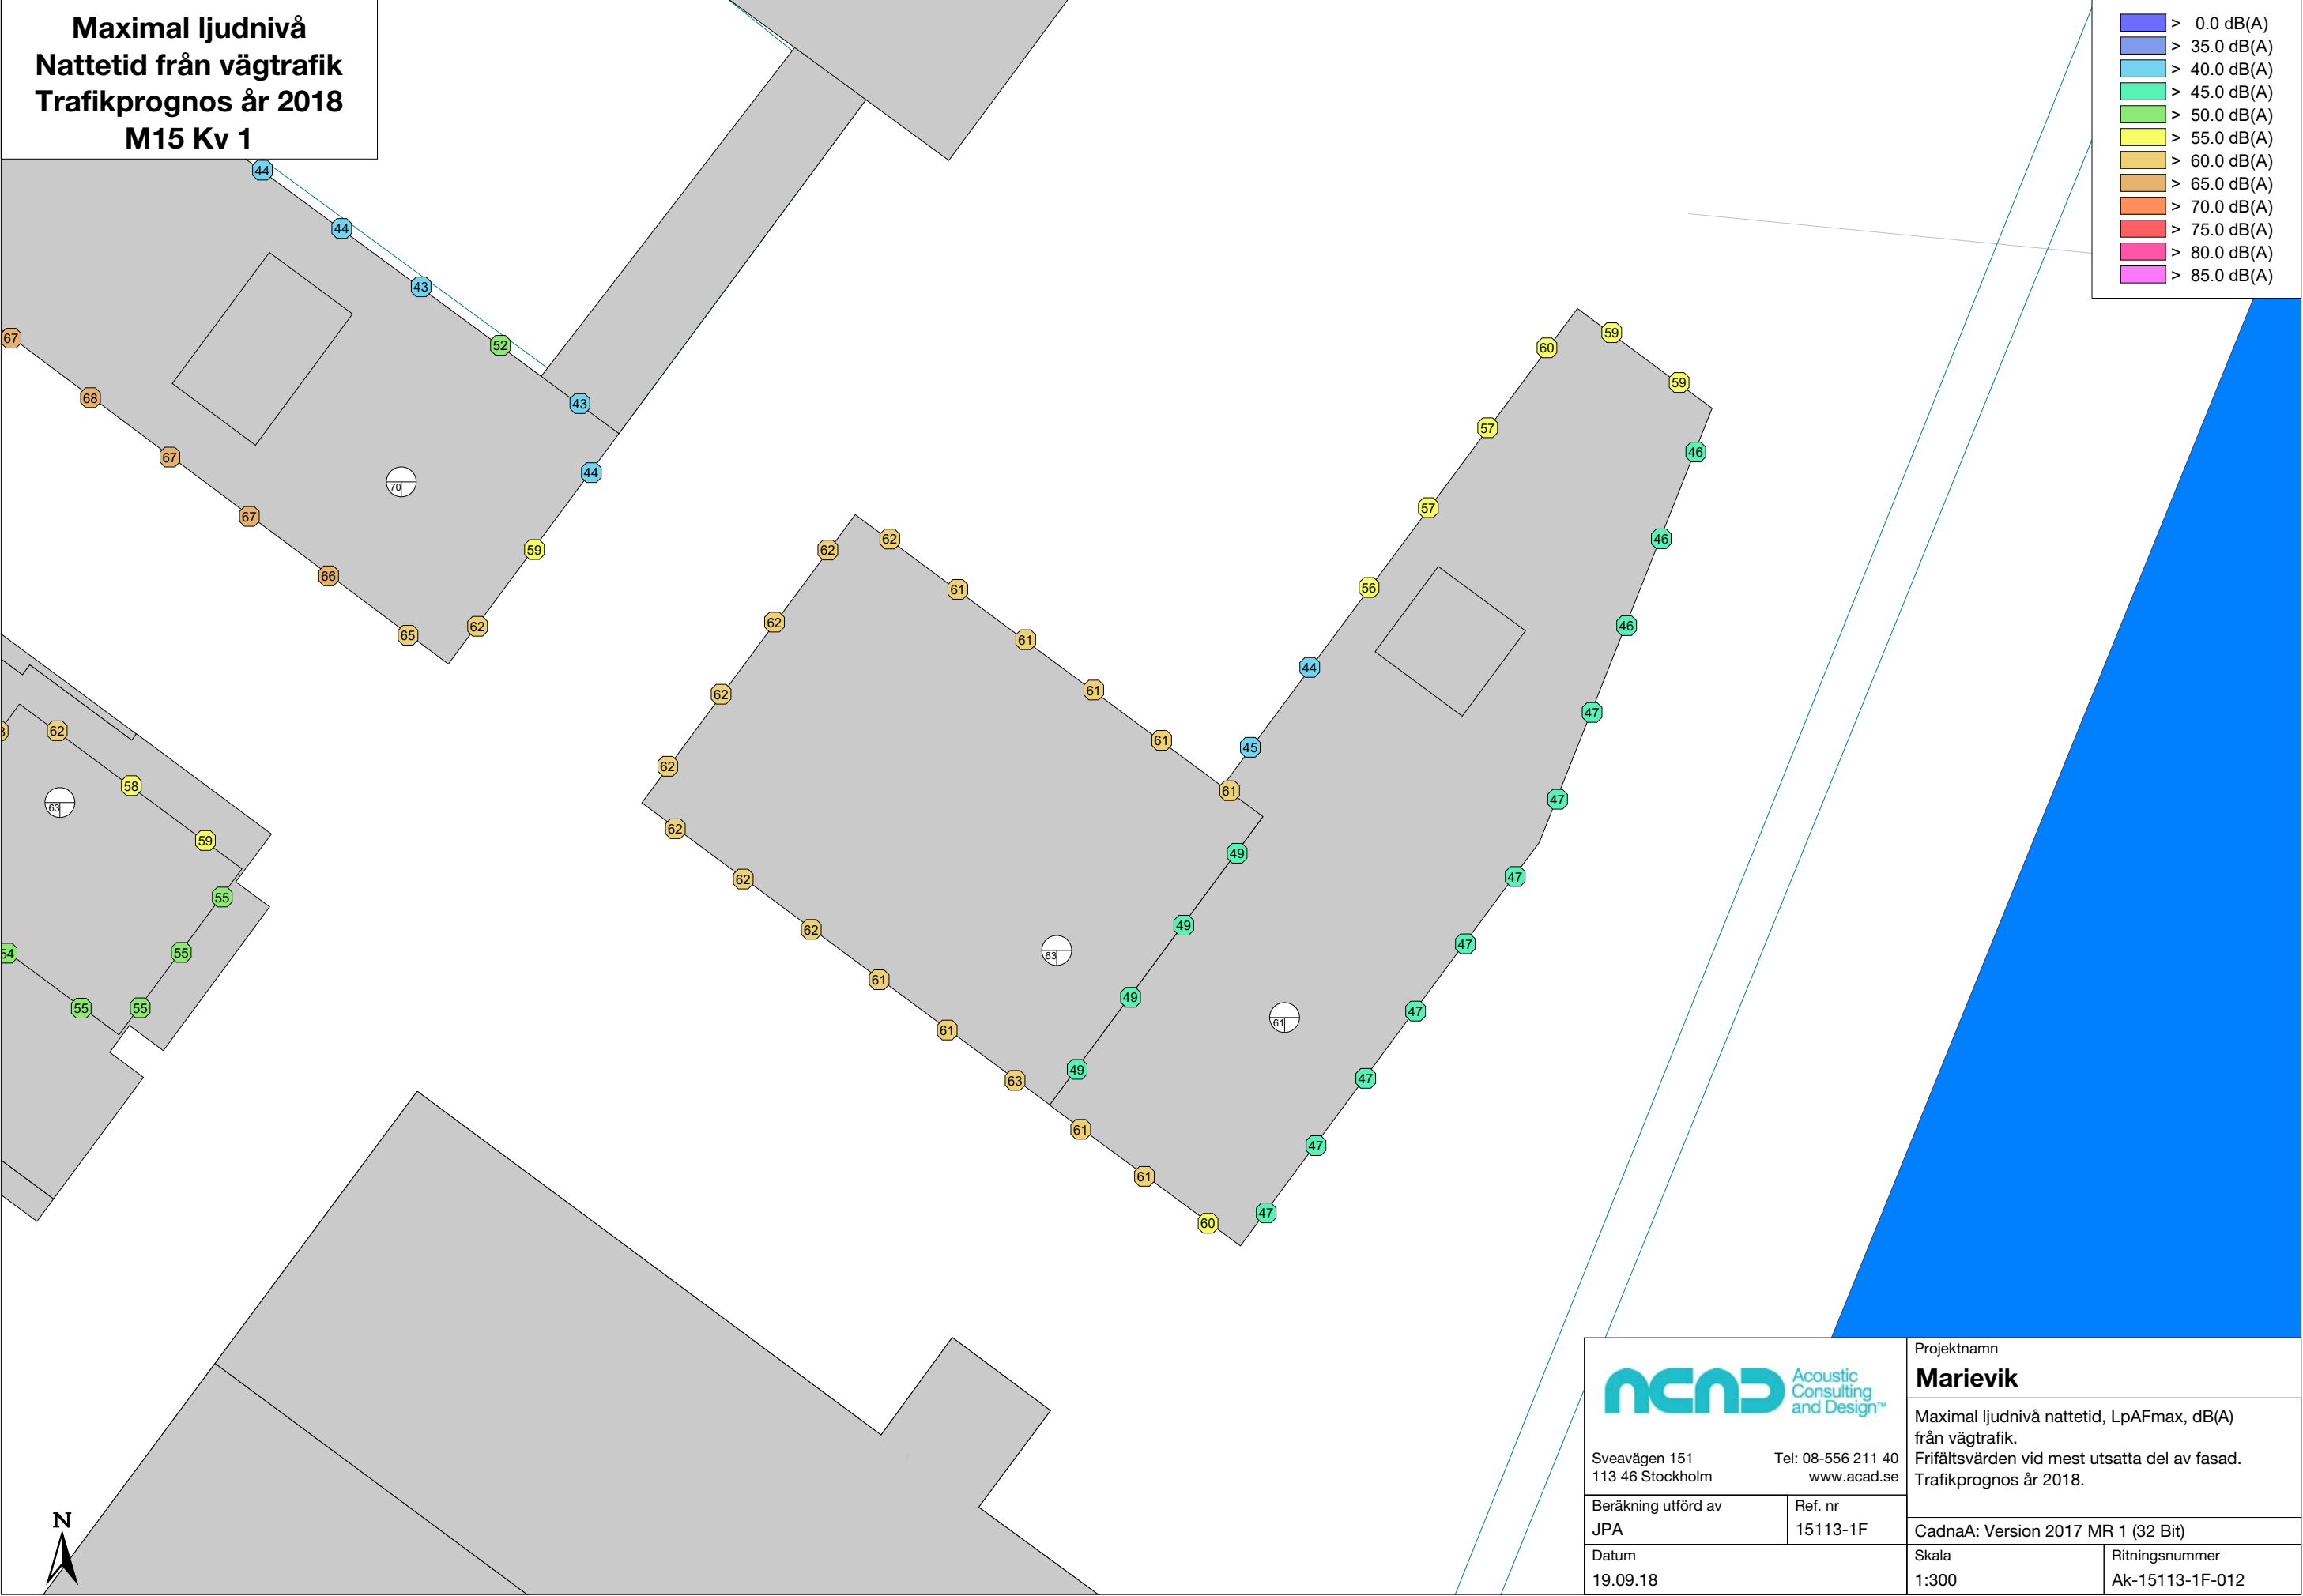 Maximal ljudnivå
Nattetid från vägtrafik
Trafikprognos år 2018
M15 Kv 1
> 0.0 dB(A)
> 35.0 dB(A)
> 40.0 dB(A)
> 45.0 dB(A)
> 50.0 dB(A)
> 55.0 dB(A)
> 60.0 dB(A)
> 65.0 dB(A)
> 70.0 dB(A)
> 75.0 dB(A)
> 80.0 dB(A)
> 85.0 dB(A)
44
44
43
52
43
44
59
62
65
66
67
67
68
67
70
62
58
59
55
55
55
55
54
63
62
62
62
62
62
61
61
61
61
61
62
62
62
61
61
63
61
61
60
49
49
49
49
63
61
45
44
56
57
57
60
59
59
46
46
46
47
47
47
47
47
47
47
47
Acoustic
Consulting
and Design™
Sveavägen 151 Tel: 08-556 211 40
113 46 Stockholm www.acad.se
Beräkning utförd av
JPA
Ref. nr
15113-1F
Datum
19.09.18
Projektnamn
Marievik
Maximal ljudnivå nattetid, LpAFmax, dB(A)
från vägtrafik.
Frifältsvärden vid mest utsatta del av fasad.
Trafikprognos år 2018.
CadnaA: Version 2017 MR 1 (32 Bit)
Skala
1:300
Ritningsnummer
Ak-15113-1F-012
N